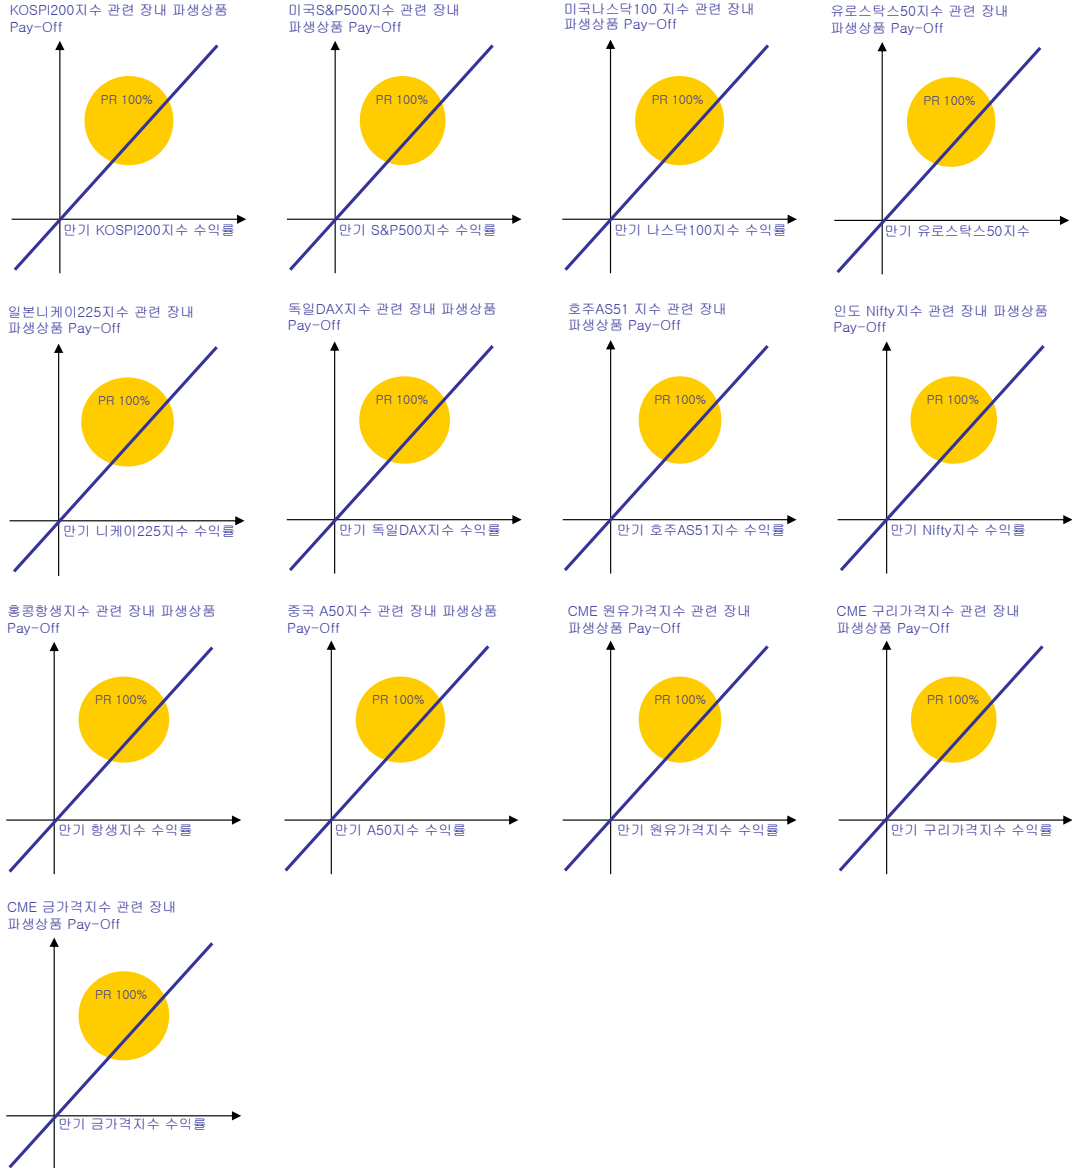 KOSPI200지수 관련 장내 파생상품
Pay-Off
PR 100%
만기 KOSPI200지수 수익률
미국S&P500지수 관련 장내
파생상품 Pay-Off
PR 100%
만기 S&P500지수 수익률
미국나스닥100 지수 관련 장내
파생상품 Pay-Off
PR 100%
만기 나스닥100지수 수익률
유로스탁스50지수 관련 장내
파생상품 Pay-Off
PR 100%
만기 유로스탁스50지수
일본니케이225지수 관련 장내
파생상품 Pay-Off
PR 100%
만기 니케이225지수 수익률
독일DAX지수 관련 장내 파생상품
Pay-Off
PR 100%
만기 독일DAX지수 수익률
호주AS51 지수 관련 장내
파생상품 Pay-Off
PR 100%
만기 호주AS51지수 수익률
인도 Nifty지수 관련 장내 파생상품
Pay-Off
PR 100%
만기 Nifty지수 수익률
홍콩항생지수 관련 장내 파생상품
Pay-Off
PR 100%
만기 항생지수 수익률
중국 A50지수 관련 장내 파생상품
Pay-Off
PR 100%
만기 A50지수 수익률
CME 원유가격지수 관련 장내
파생상품 Pay-Off
PR 100%
만기 원유가격지수 수익률
CME 구리가격지수 관련 장내
파생상품 Pay-Off
PR 100%
만기 구리가격지수 수익률
CME 금가격지수 관련 장내
파생상품 Pay-Off
PR 100%
만기 금가격지수 수익률